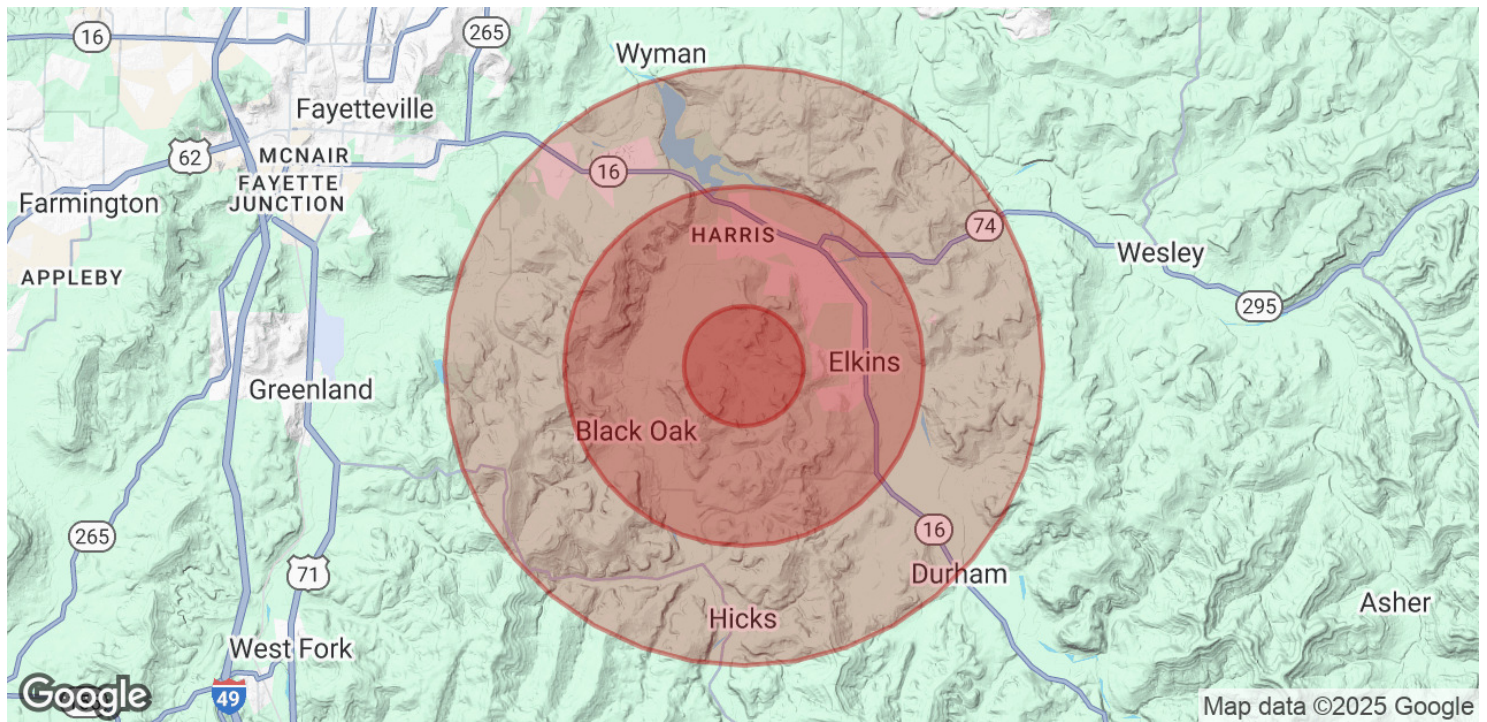 16
265
Wyman
Fayetteville
62
MCNAIR
16
FAYETTE
JUNCTION
Farmington
HARRIS
74
Wesley
APPLEBY
295
Elkins
Greenland
Black Oak
265
16
71
Durham
Asher
Hicks
West Fork
Google
49
Map data ©2025 Google